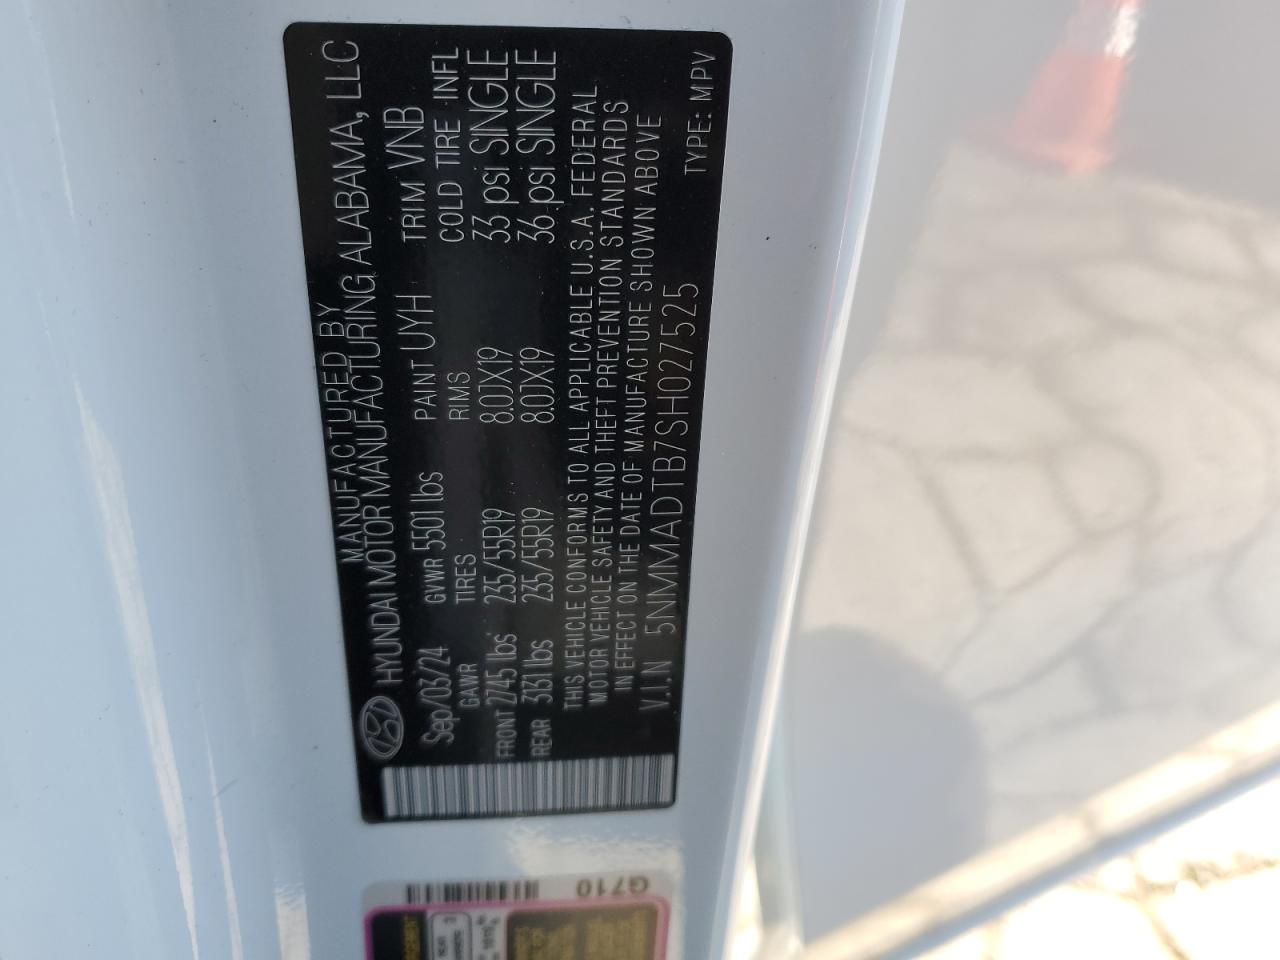 MANUFACTURED BY
HYUNDAI MOTOR MANUFACTURING ALABAMA, LLC
Sep/03/24 GVWR 5501 lbs PAINT UYH TRIM VNB
GAWR TIRES RIMS COLD TIRE INFL
FRONT 2745 lbs 235/55R19 8.0JX19 33 psi SINGLE
REAR 3131 lbs 235/55R19 8.0JX19 36 psi SINGLE
THIS VEHICLE CONFORMS TO ALL APPLICABLE U.S.A. FEDERAL
MOTOR VEHICLE SAFETY AND THEFT PREVENTION STANDARDS
IN EFFECT ON THE DATE OF MANUFACTURE SHOWN ABOVE
V.I.N 5NMMADTB7SH027525 TYPE: MPV
G710